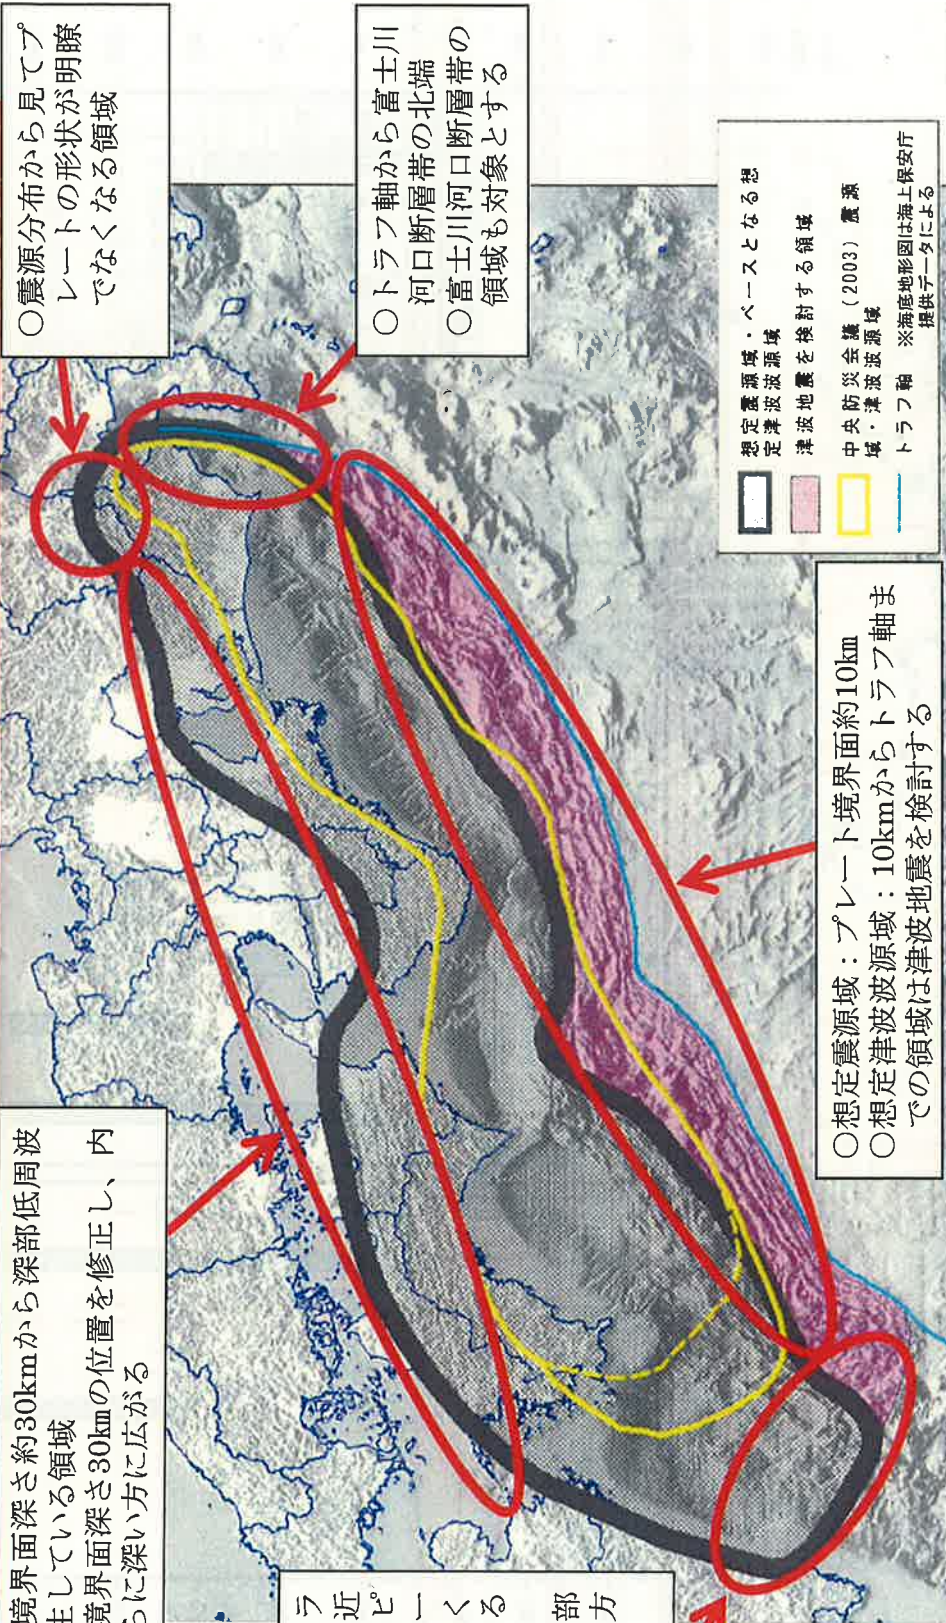 境界面深さ約30kmから深部低周波
生している領域
境界面深さ30kmの位置を修正し、内
らに深い方に広がる
○震源分布から見てプ
レートの形状が明瞭
でなくなる領域
○トラフ軸から富士川
河口断層帯の北端
○富士川河口断層帯の
領域も対象とする
ラ
近
ピ
ー
く
る
部
方
○想定震源域：プレート境界面約10km
○想定津波波源域：10kmからトラフ軸ま
での領域は津波地震を検討する
想定震源域・ベースとなる想
定津波波源域
津波地震を検討する領域
中央防災会議（2003）震源
域・津波波源域
トラフ軸 ※海底地形図は海上保安庁
提供データによる